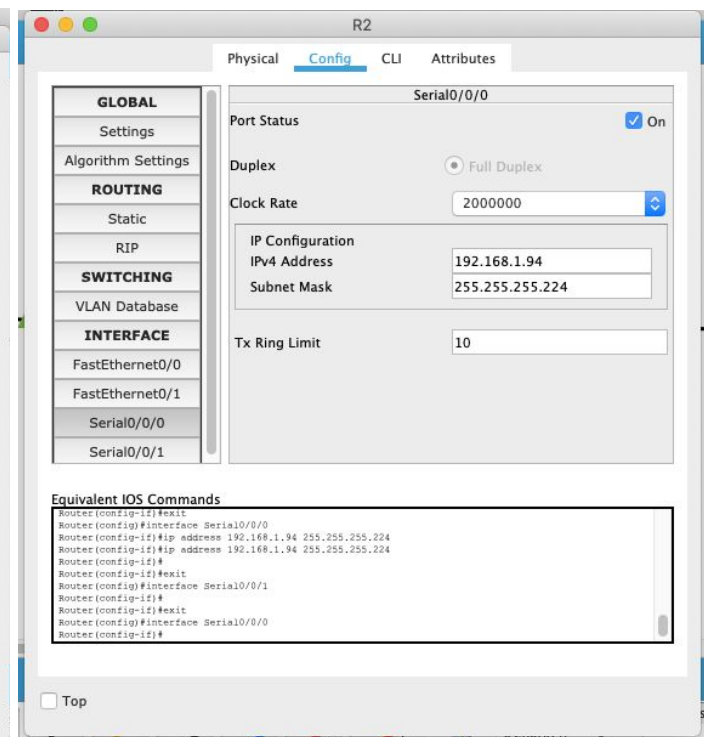 R2
Physical Config CLI Attributes
GLOBAL
Settings
Algorithm Settings
ROUTING
Static
RIP
SWITCHING
VLAN Database
INTERFACE
FastEthernet0/0
FastEthernet0/1
Serial0/0/0
Serial0/0/1
Serial0/0/0
Port Status On
Duplex Full Duplex
Clock Rate 2000000
IP Configuration
IPv4 Address 192.168.1.94
Subnet Mask 255.255.255.224
Tx Ring Limit 10
Equivalent IOS Commands
Router(config-if)#exit
Router(config)#interface Serial0/0/0
Router(config-if)#ip address 192.168.1.94 255.255.255.224
Router(config-if)#ip address 192.168.1.94 255.255.255.224
Router(config-if)#
Router(config-if)#exit
Router(config)#interface Serial0/0/1
Router(config-if)#
Router(config-if)#exit
Router(config)#interface Serial0/0/0
Router(config-if)#
Top